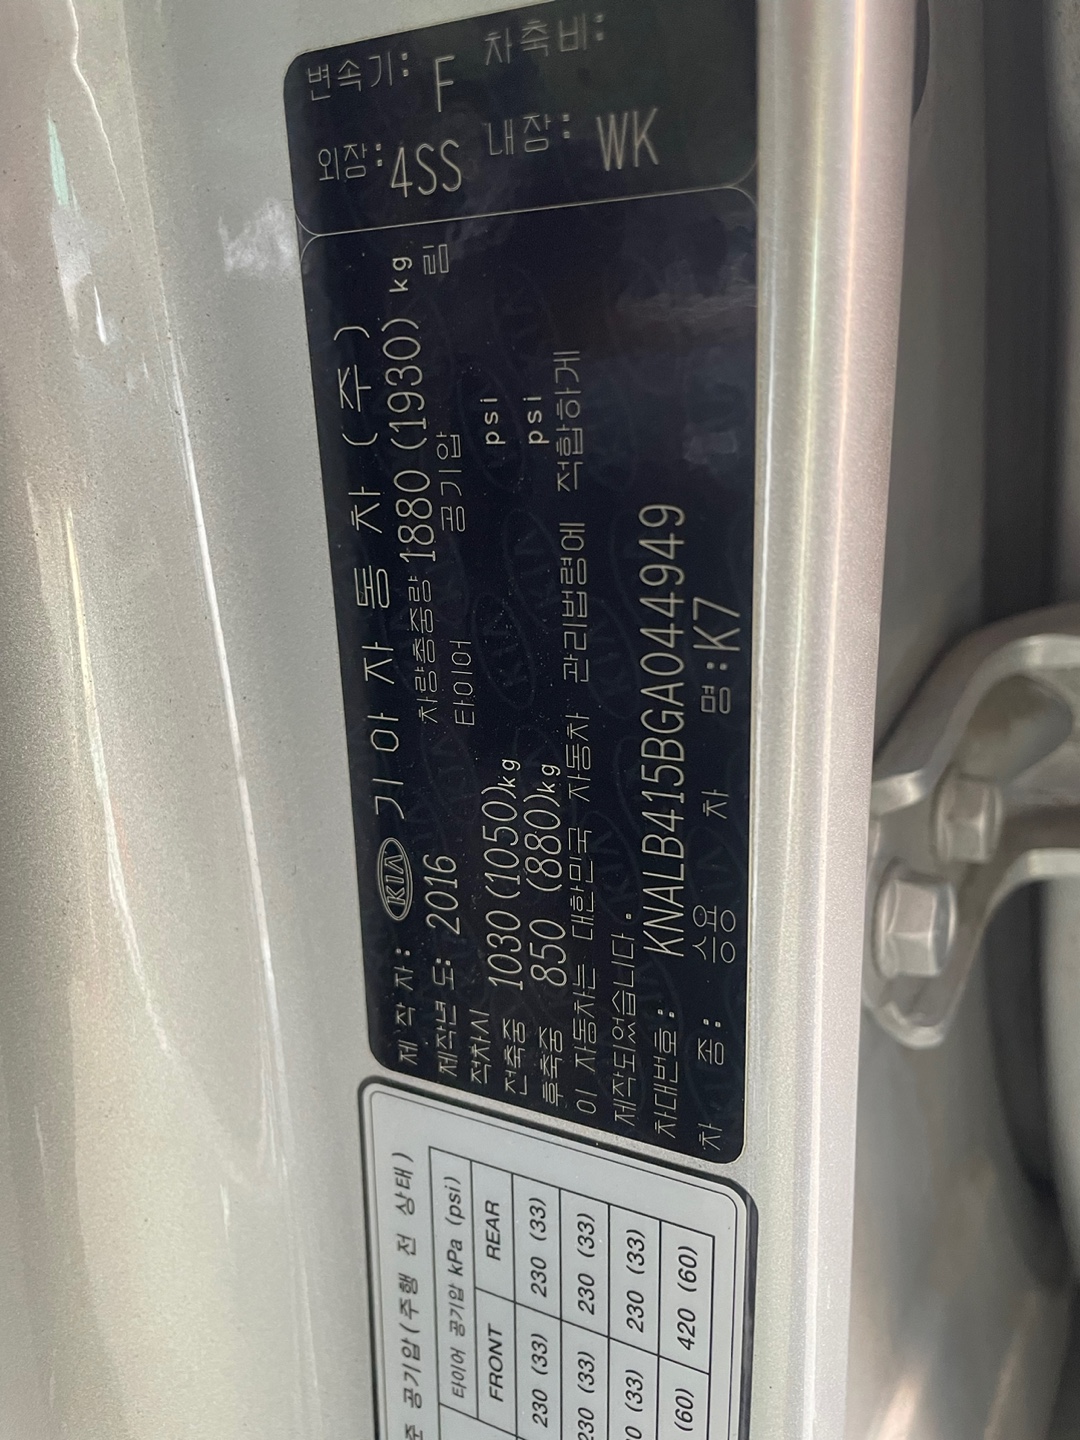 제 작 자: KIA 기 아 자 동 차 (주)
제작년 도: 2016 차량총중량 1880 (1930) kg
적차시 타이어 공기압 림
전축중 1030 (1050)kg psi
후축중 850 (880)kg psi
이 자동차는 대한민국 자동차 관리법령에 적합하게
제작되었습니다.
차대번호: KNALB415BGA044949
차 종: 승용 차 명:K7
변속기: F 차축비:
외장: 4SS 내장: WK
준 공기압(주행 전 상태)
타이어 공기압 kPa (psi)
FRONT REAR
230 (33) 230 (33)
230 (33) 230 (33)
0 (33) 230 (33)
(60) 420 (60)